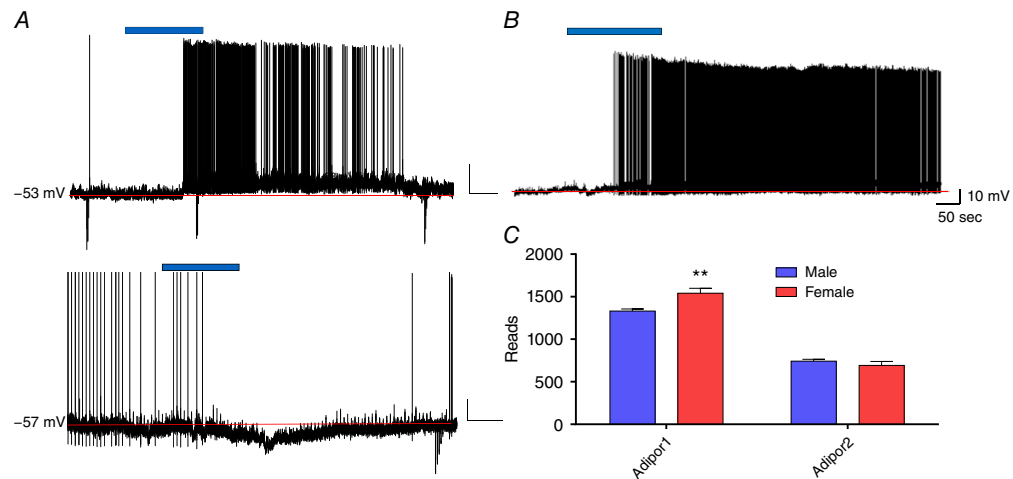 A
B
−53 mV
10 mV
50 sec
−57 mV
C
2000
1500
1000
500
0
Reads
**
Male
Female
Adipor1
Adipor2